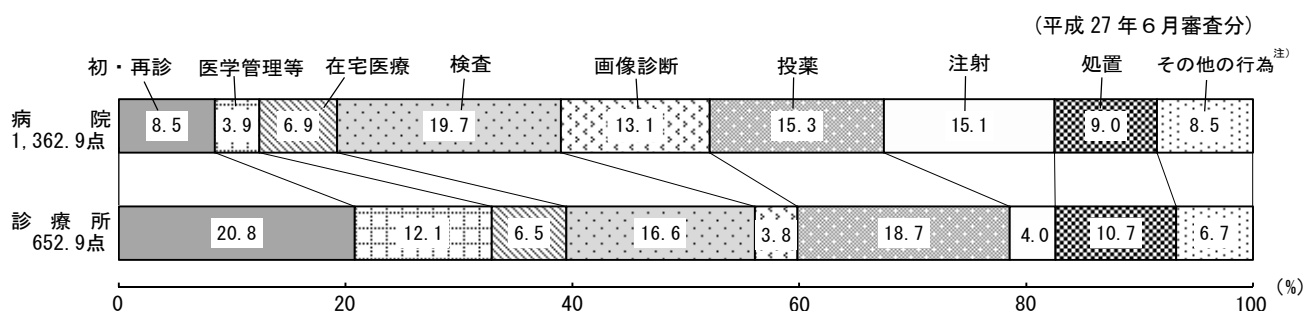 (平成 27 年６月審査分)
初・再診 医学管理等 在宅医療 検査 画像診断 投薬 注射 処置 その他の行為注)
病院
1,362.9点
8.5 3.9 6.9 19.7 13.1 15.3 15.1 9.0 8.5
診療所
652.9点
20.8 12.1 6.5 16.6 3.8 18.7 4.0 10.7 6.7
0 20 40 60 80 100 (%)